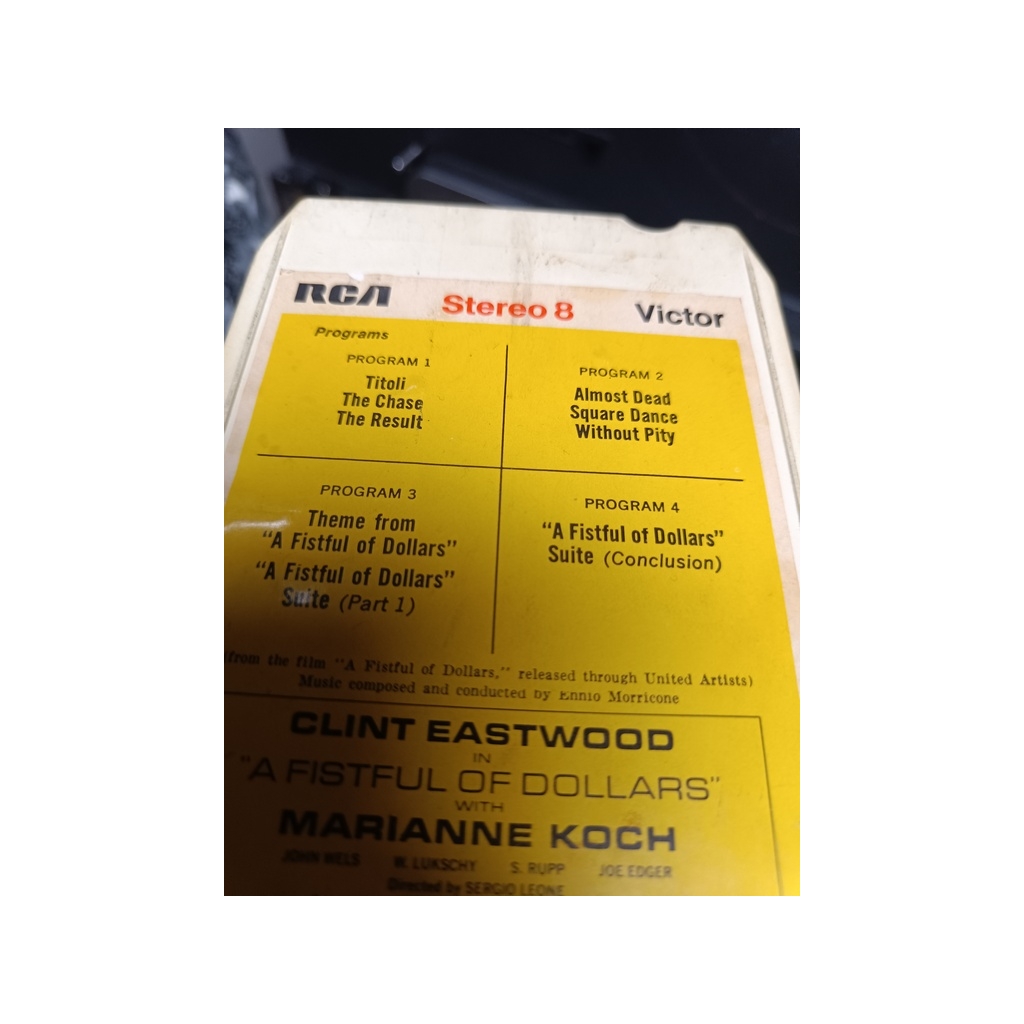 RCA Stereo 8 Victor
Programs
PROGRAM 1
Titoli
The Chase
The Result
PROGRAM 2
Almost Dead
Square Dance
Without Pity
PROGRAM 3
Theme from
"A Fistful of Dollars"
"A Fistful of Dollars"
Suite (Part 1)
PROGRAM 4
"A Fistful of Dollars"
Suite (Conclusion)
from the film "A Fistful of Dollars," released through United Artists)
Music composed and conducted by Ennio Morricone
CLINT EASTWOOD
IN
"A FISTFUL OF DOLLARS"
WITH
MARIANNE KOCH
JOHN WELS W. LUKSCHY S. RUPP JOE EDGER
Directed by SERGIO LEONE